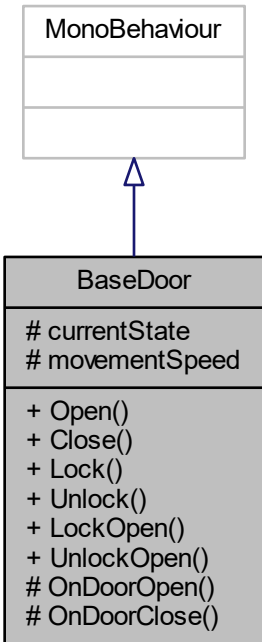 MonoBehaviour
BaseDoor
# currentState
# movementSpeed
+ Open()
+ Close()
+ Lock()
+ Unlock()
+ LockOpen()
+ UnlockOpen()
# OnDoorOpen()
# OnDoorClose()